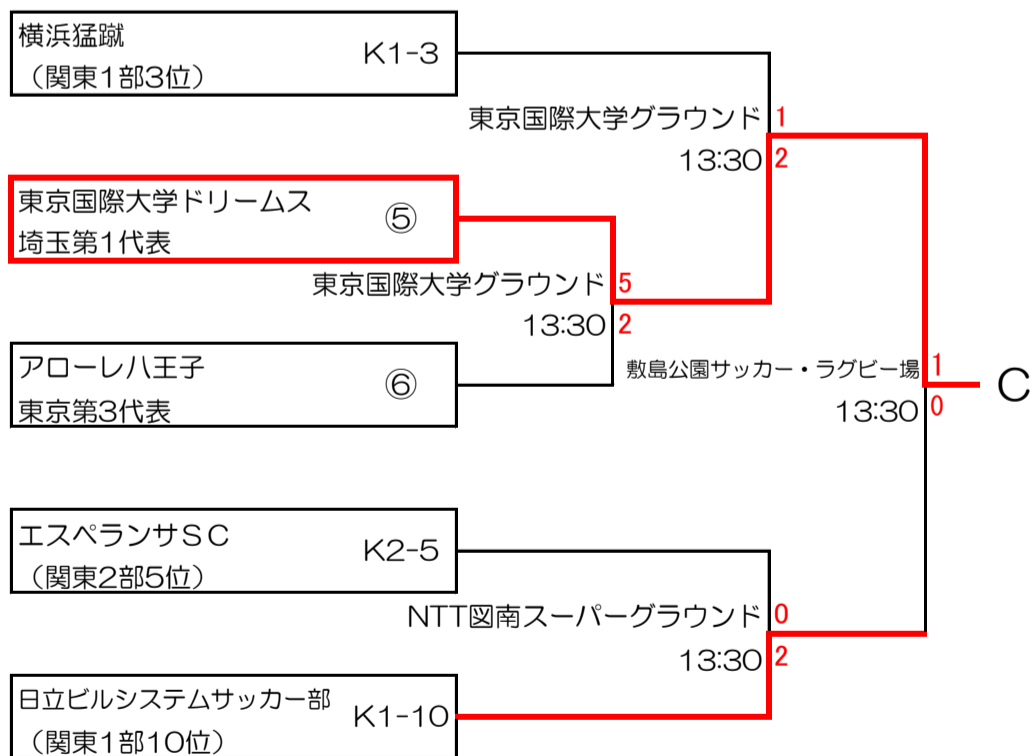 横浜猛蹴
（関東1部3位）
K1-3
東京国際大学グラウンド
1
13:30
2
東京国際大学ドリームス
埼玉第1代表
⑤
東京国際大学グラウンド
5
13:30
2
アローレ八王子
東京第3代表
⑥
敷島公園サッカー・ラグビー場
1
13:30
0
C
エスペランサSC
（関東2部5位）
K2-5
NTT図南スーパーグラウンド
0
13:30
2
日立ビルシステムサッカー部
（関東1部10位）
K1-10